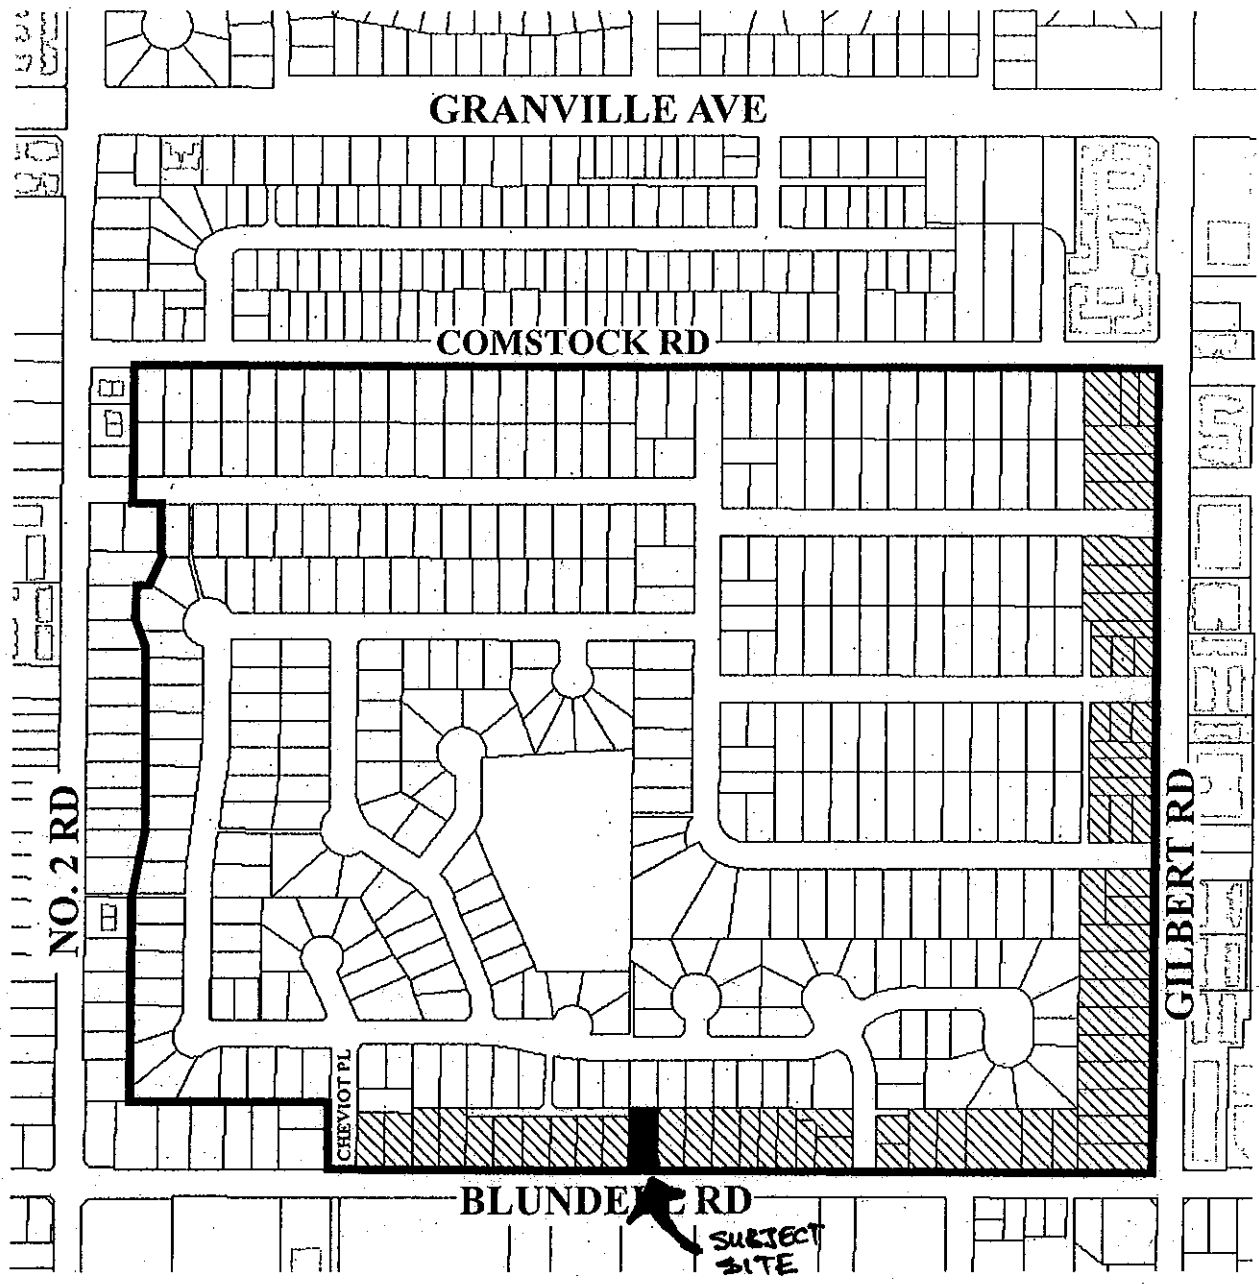 GRANVILLE AVE
COMSTOCK RD
NO. 2 RD
GILBERT RD
CHEVIOT PL
BLUNDELL RD
SUBJECT
SITE